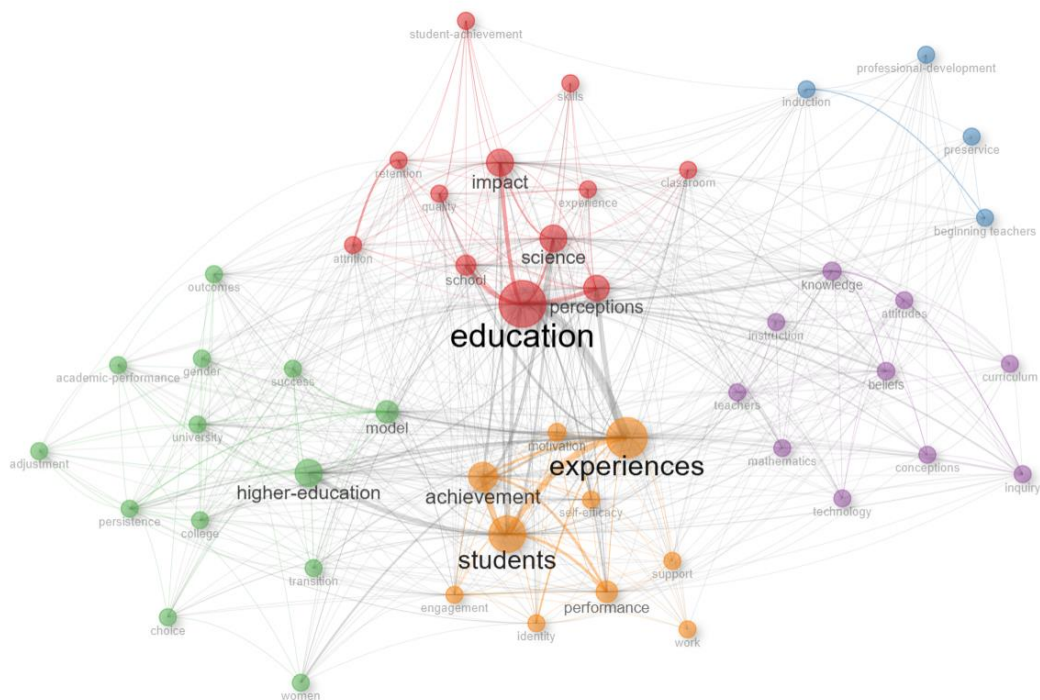 student-achievement
professional-development
skills
induction
preservice
retention
impact
classroom
quality
experience
beginning teachers
attrition
science
school
knowledge
outcomes
perceptions
attitudes
education
instruction
gender
academic-performance
success
beliefs
curriculum
teachers
model
university
motivation
adjustment
experiences
mathematics
conceptions
higher-education
achievement
inquiry
self-efficacy
technology
persistence
college
students
transition
support
engagement
performance
choice
identity
work
women